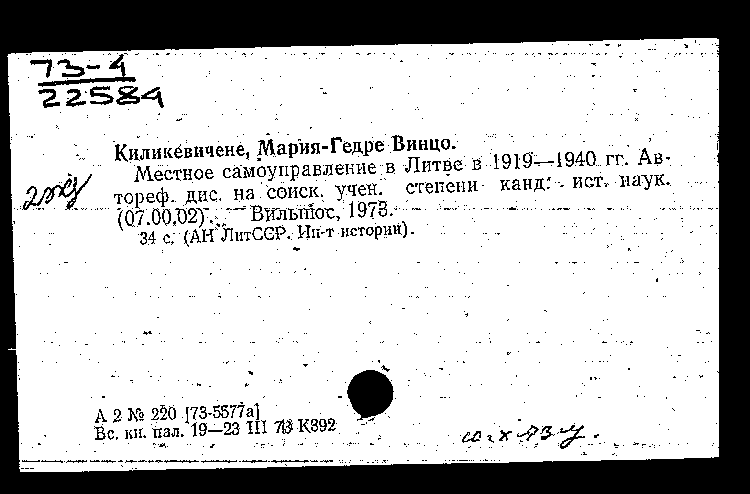 73-4
22584
Киликевичене, Мария-Гедре Винцо.
Местное самоуправление в Литве в 1919—1940 гг. Ав-
тореф. дис. на соиск. учен. степени канд. ист. наук.
(07.00.02). Вильнюс, 1973.
34 с. (АН ЛитССР. Ин-т истории).
А 2 № 220 [73-5577а]
Вс. кн. пал. 19—23 III 73 К392